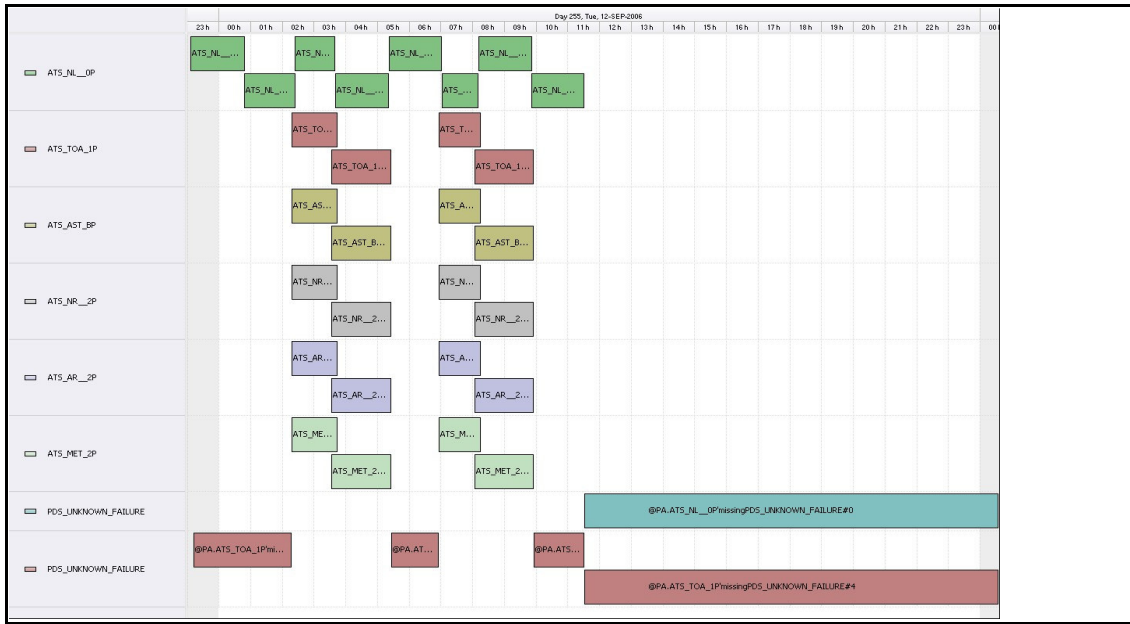 Day 255, Tue, 12-SEP-2006
23 h 00 h 01 h 02 h 03 h 04 h 05 h 06 h 07 h 08 h 09 h 10 h 11 h 12 h 13 h 14 h 15 h 16 h 17 h 18 h 19 h 20 h 21 h 22 h 23 h 00 l
ATS_NL__... ATS_N... ATS_NL_... ATS_NL__...
ATS_NL__0P
ATS_NL_... ATS_NL__... ATS_... ATS_NL_...
ATS_TO... ATS_T...
ATS_TOA_1P
ATS_TOA_1... ATS_TOA_1...
ATS_AS... ATS_A...
ATS_AST_BP
ATS_AST_B... ATS_AST_B...
ATS_NR... ATS_N...
ATS_NR__2P
ATS_NR__2... ATS_NR__2...
ATS_AR... ATS_A...
ATS_AR__2P
ATS_AR__2... ATS_AR__2...
ATS_ME... ATS_M...
ATS_MET_2P
ATS_MET_2... ATS_MET_2...
PDS_UNKNOWN_FAILURE @PA.ATS_NL__0P'missingPDS_UNKNOWN_FAILURE#0
@PA.ATS_TOA_1P'mi... @PA.AT... @PA.ATS...
PDS_UNKNOWN_FAILURE
@PA.ATS_TOA_1P'missingPDS_UNKNOWN_FAILURE#4